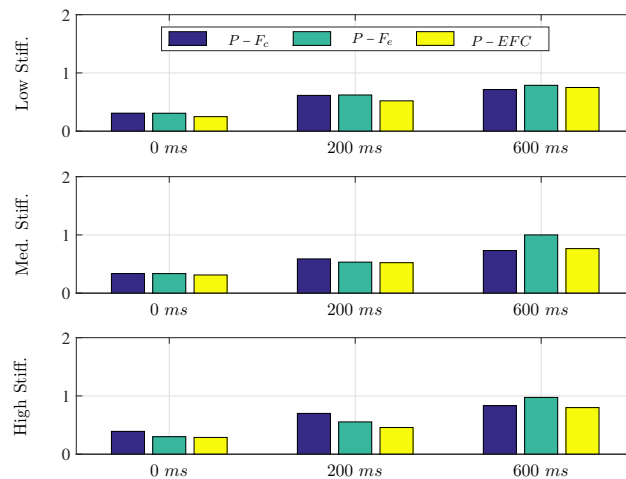 2
P − F_c P − F_e P − EFC
Low Stiff.
1
0
0 ms 200 ms 600 ms
2
Med. Stiff.
1
0
0 ms 200 ms 600 ms
2
High Stiff.
1
0
0 ms 200 ms 600 ms